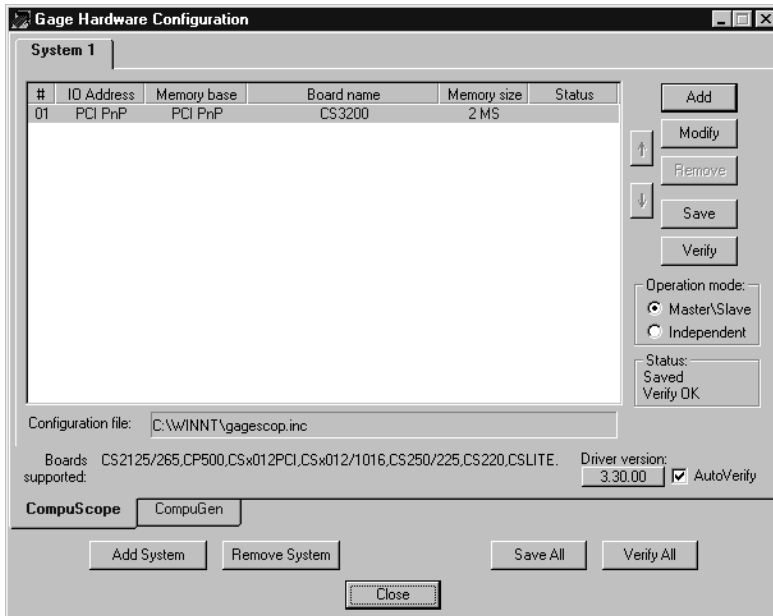 Gage Hardware Configuration
System 1
# IO Address Memory base Board name Memory size Status
01 PCI PnP PCI PnP CS3200 2 MS
Add
Modify
Remove
Save
Verify
Operation mode:
Master\Slave
Independent
Status:
Saved
Verify OK
Configuration file: C:\WINNT\gagescop.inc
Boards supported: CS2125/265,CP500,CSx012PCI,CSx012/1016,CS250/225,CS220,CSLITE.
Driver version:
3.30.00 AutoVerify
CompuScope CompuGen
Add System Remove System Save All Verify All
Close